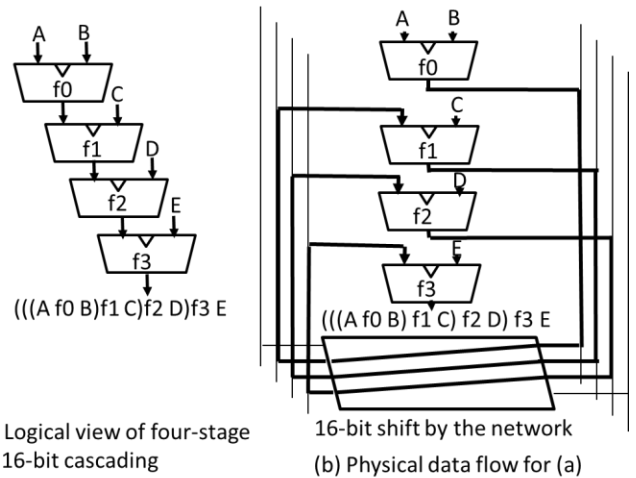 A B
f0
C
f1
D
f2
E
f3
(((A f0 B)f1 C)f2 D)f3 E
Logical view of four-stage
16-bit cascading
A B
f0
C
f1
D
f2
E
f3
(((A f0 B) f1 C) f2 D) f3 E
16-bit shift by the network
(b) Physical data flow for (a)